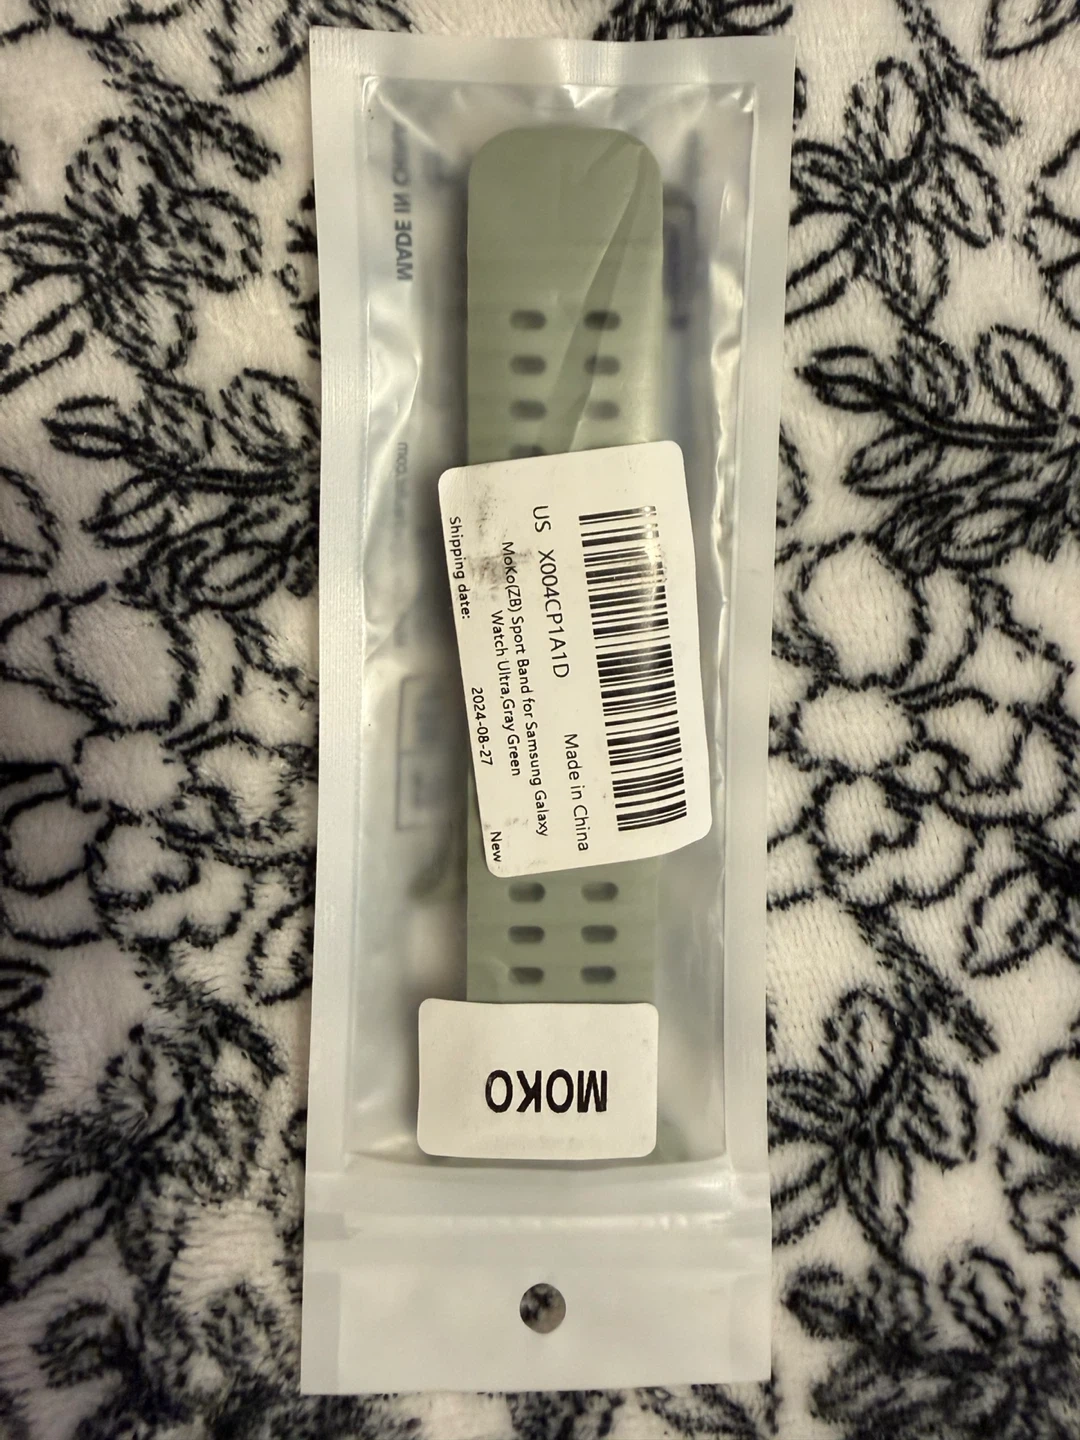 US X004CP1A1D Made in China
MoKo(ZB) Sport Band for Samsung Galaxy
Watch Ultra,Gray Green
Shipping date: 2024-08-27 New
MOKO
MADE IN